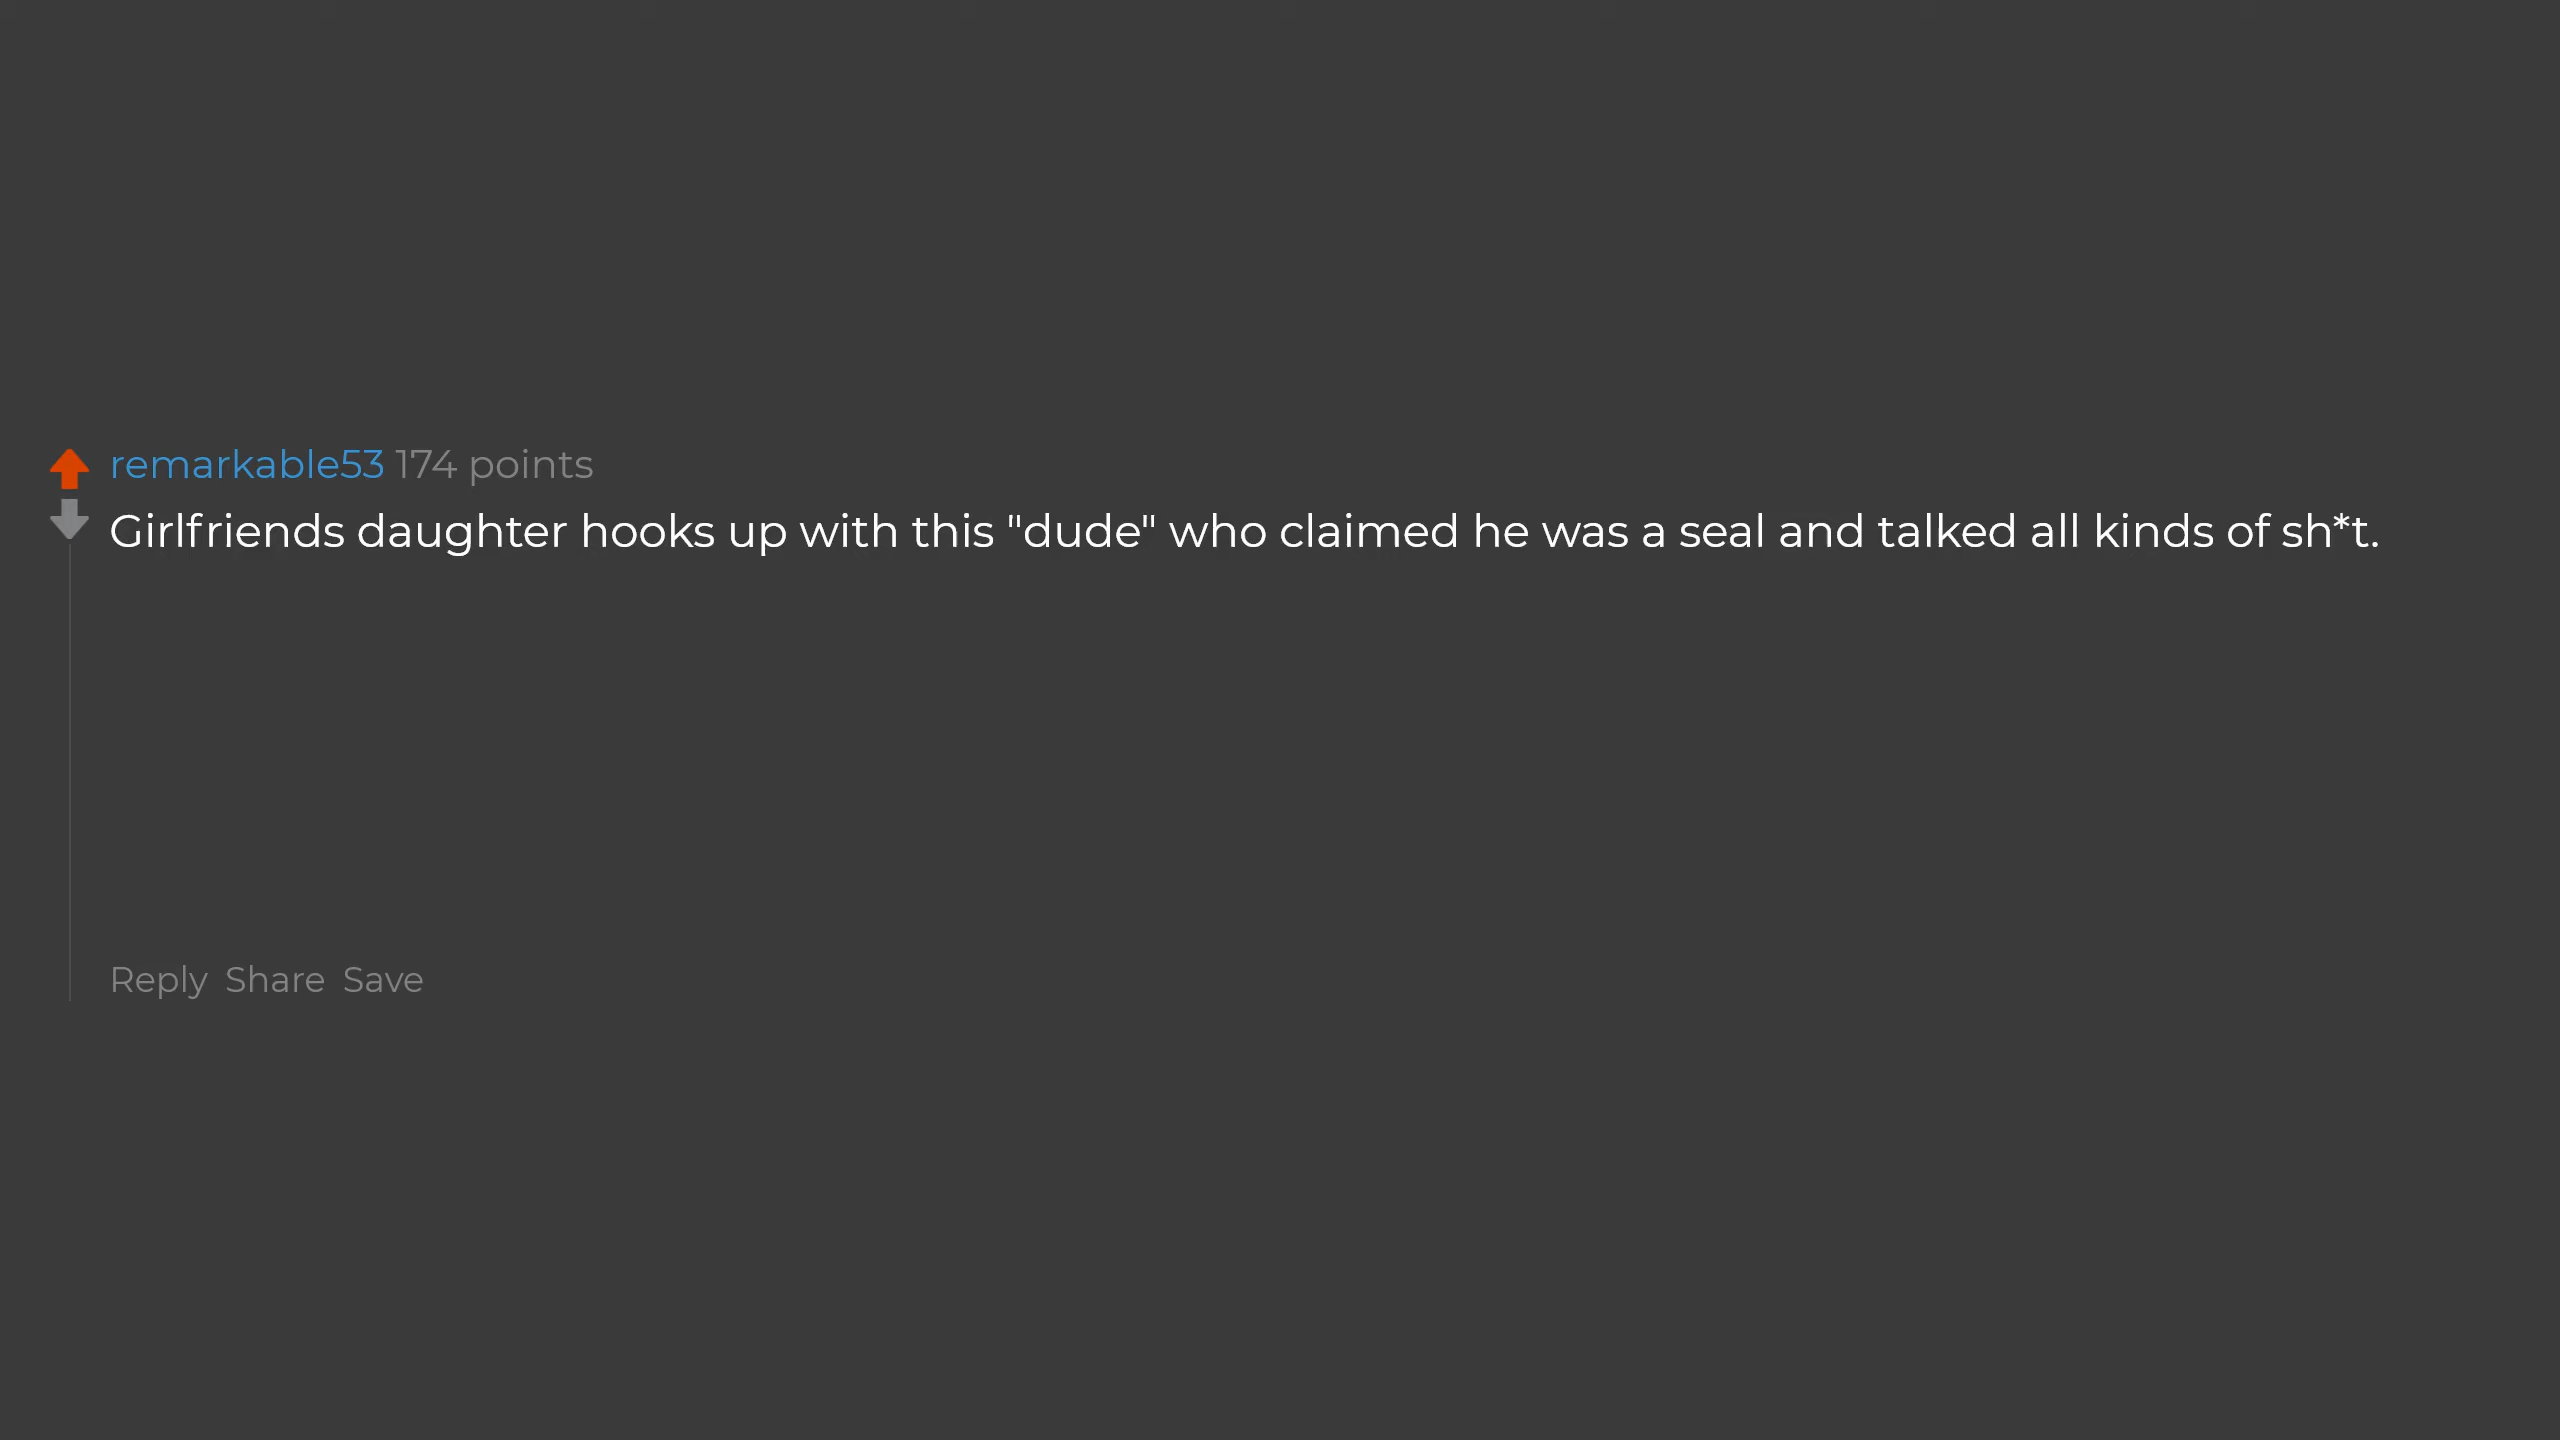 remarkable53 174 points
Girlfriends daughter hooks up with this "dude" who claimed he was a seal and talked all kinds of sh*t.
Reply Share Save